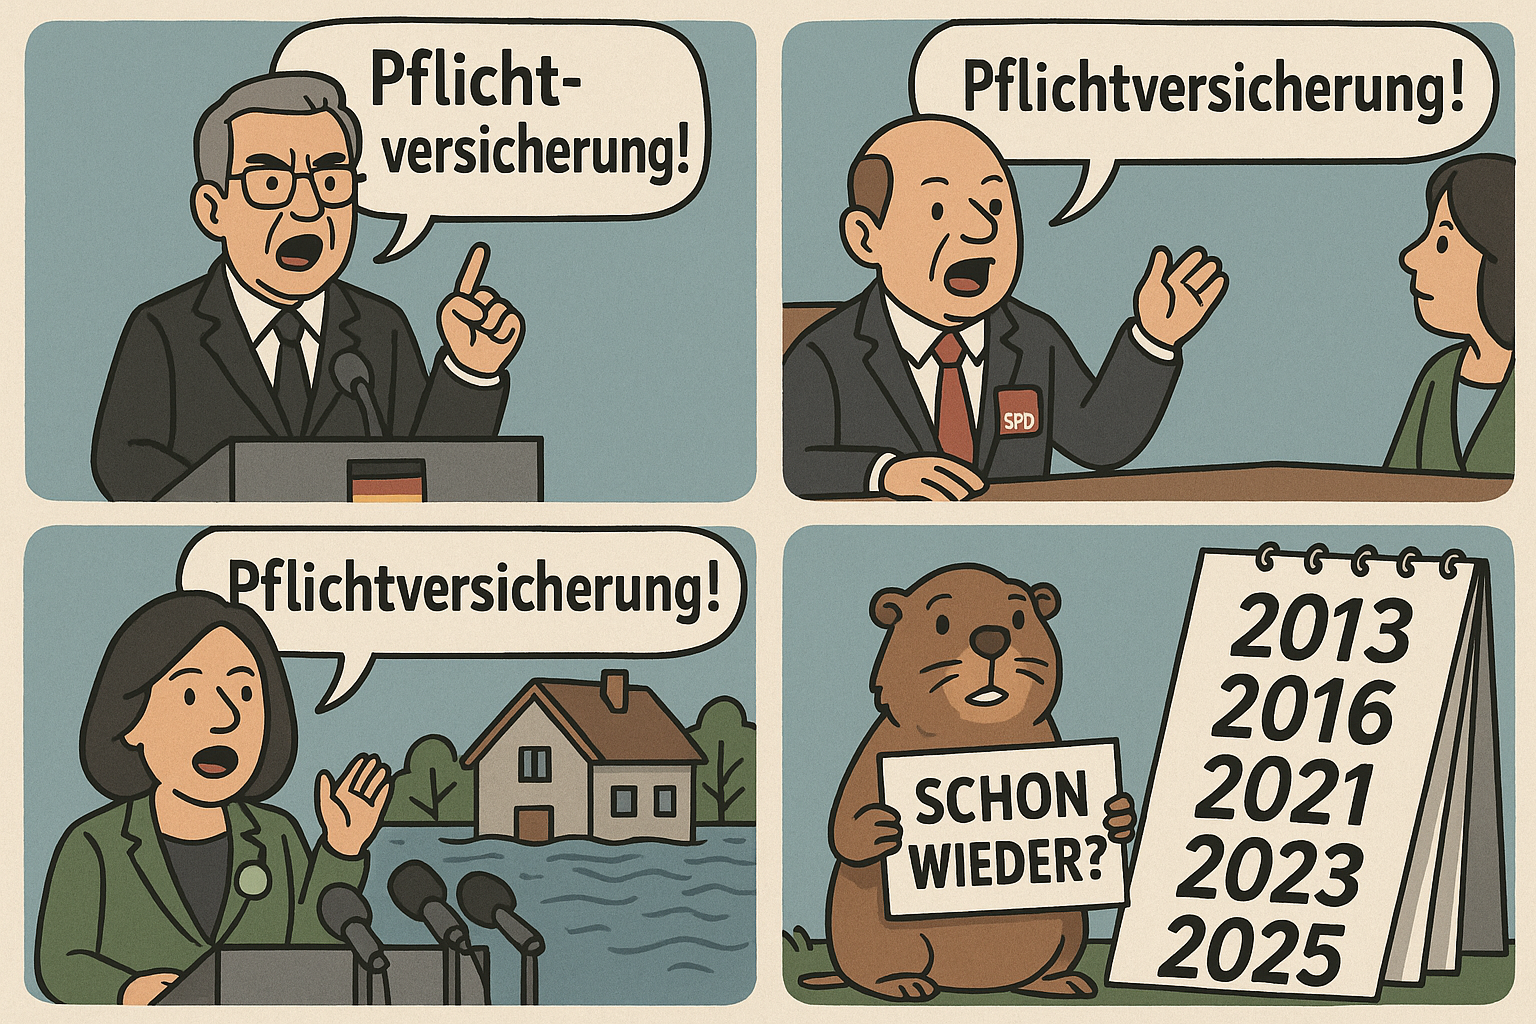 Pflicht-
versicherung!
Pflichtversicherung!
SPD
Pflichtversicherung!
SCHON
WIEDER?
2013
2016
2021
2023
2025